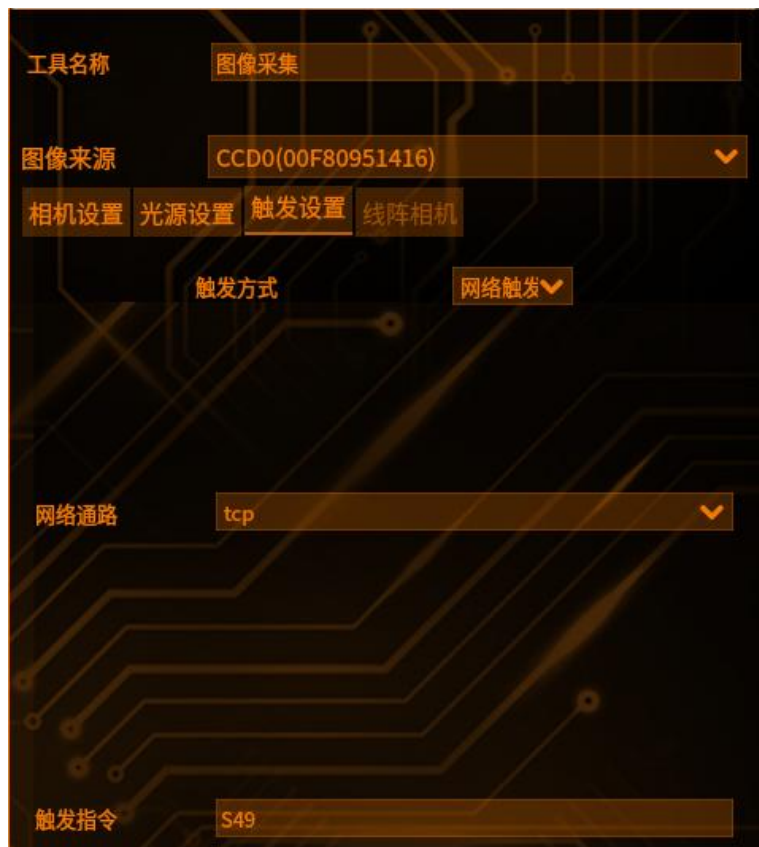 工具名称 图像采集
图像来源 CCD0(00F80951416)
相机设置 光源设置 触发设置 线阵相机
触发方式 网络触发
网络通路 tcp
触发指令 S49